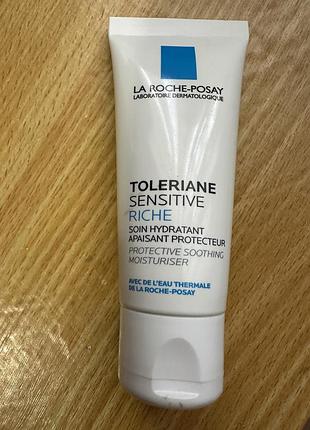 LA ROCHE-POSAY
LABORATOIRE DERMATOLOGIQUE
TOLERIANE
SENSITIVE
RICHE
SOIN HYDRATANT
APAISANT PROTECTEUR
PROTECTIVE SOOTHING
MOISTURISER
AVEC DE L'EAU THERMALE
DE LA ROCHE-POSAY